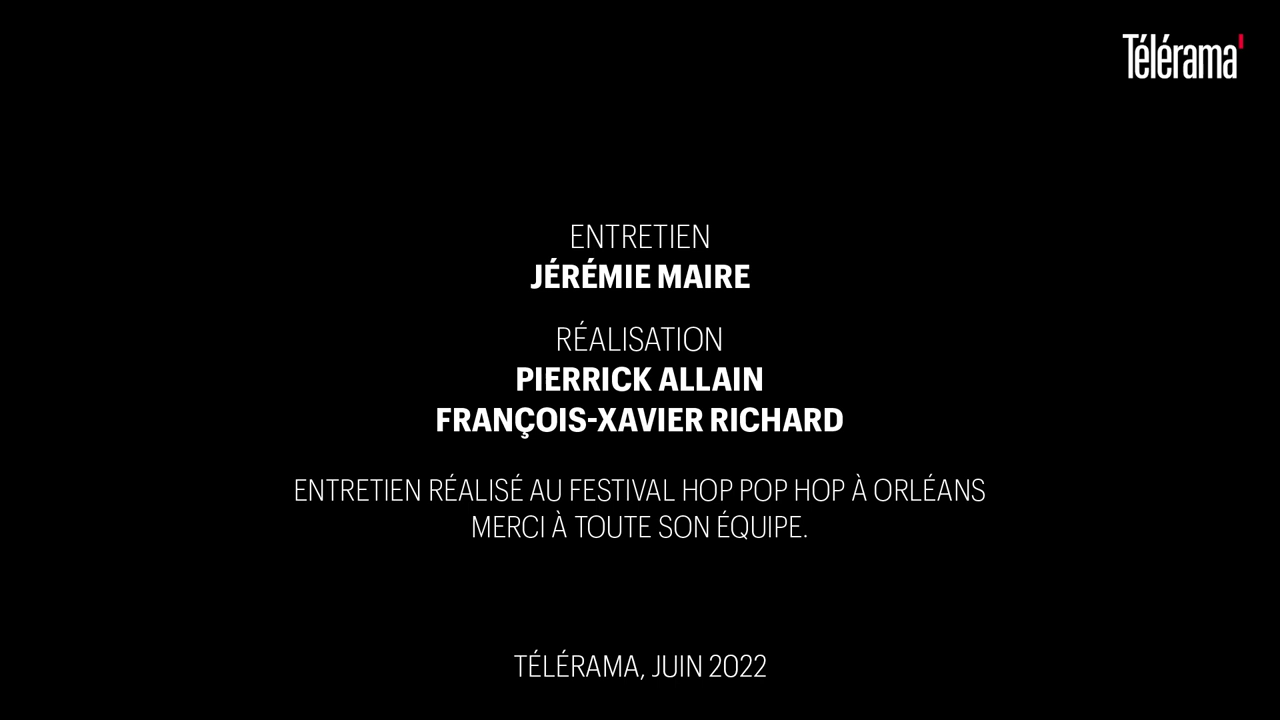 Télérama'
ENTRETIEN
JÉRÉMIE MAIRE
RÉALISATION
PIERRICK ALLAIN
FRANÇOIS-XAVIER RICHARD
ENTRETIEN RÉALISÉ AU FESTIVAL HOP POP HOP À ORLÉANS
MERCI À TOUTE SON ÉQUIPE.
TÉLÉRAMA, JUIN 2022